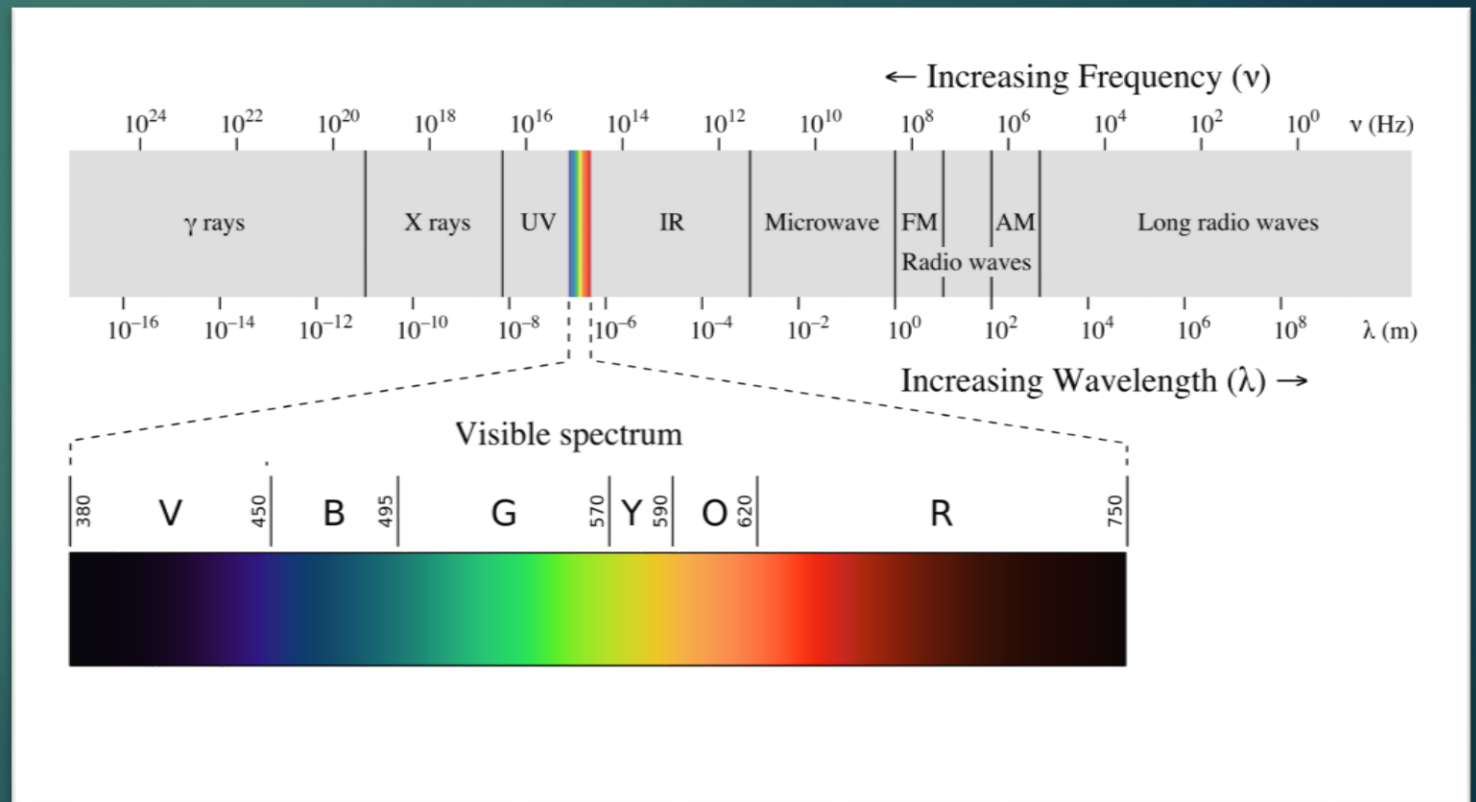 ← Increasing Frequency (ν)
10²⁴ 10²² 10²⁰ 10¹⁸ 10¹⁶ 10¹⁴ 10¹² 10¹⁰ 10⁸ 10⁶ 10⁴ 10² 10⁰ ν (Hz)
γ rays X rays UV IR Microwave FM AM Long radio waves
Radio waves
10⁻¹⁶ 10⁻¹⁴ 10⁻¹² 10⁻¹⁰ 10⁻⁸ 10⁻⁶ 10⁻⁴ 10⁻² 10⁰ 10² 10⁴ 10⁶ 10⁸ λ (m)
Increasing Wavelength (λ) →
Visible spectrum
380 V 450 B 495 G 570 Y 590 O 620 R 750